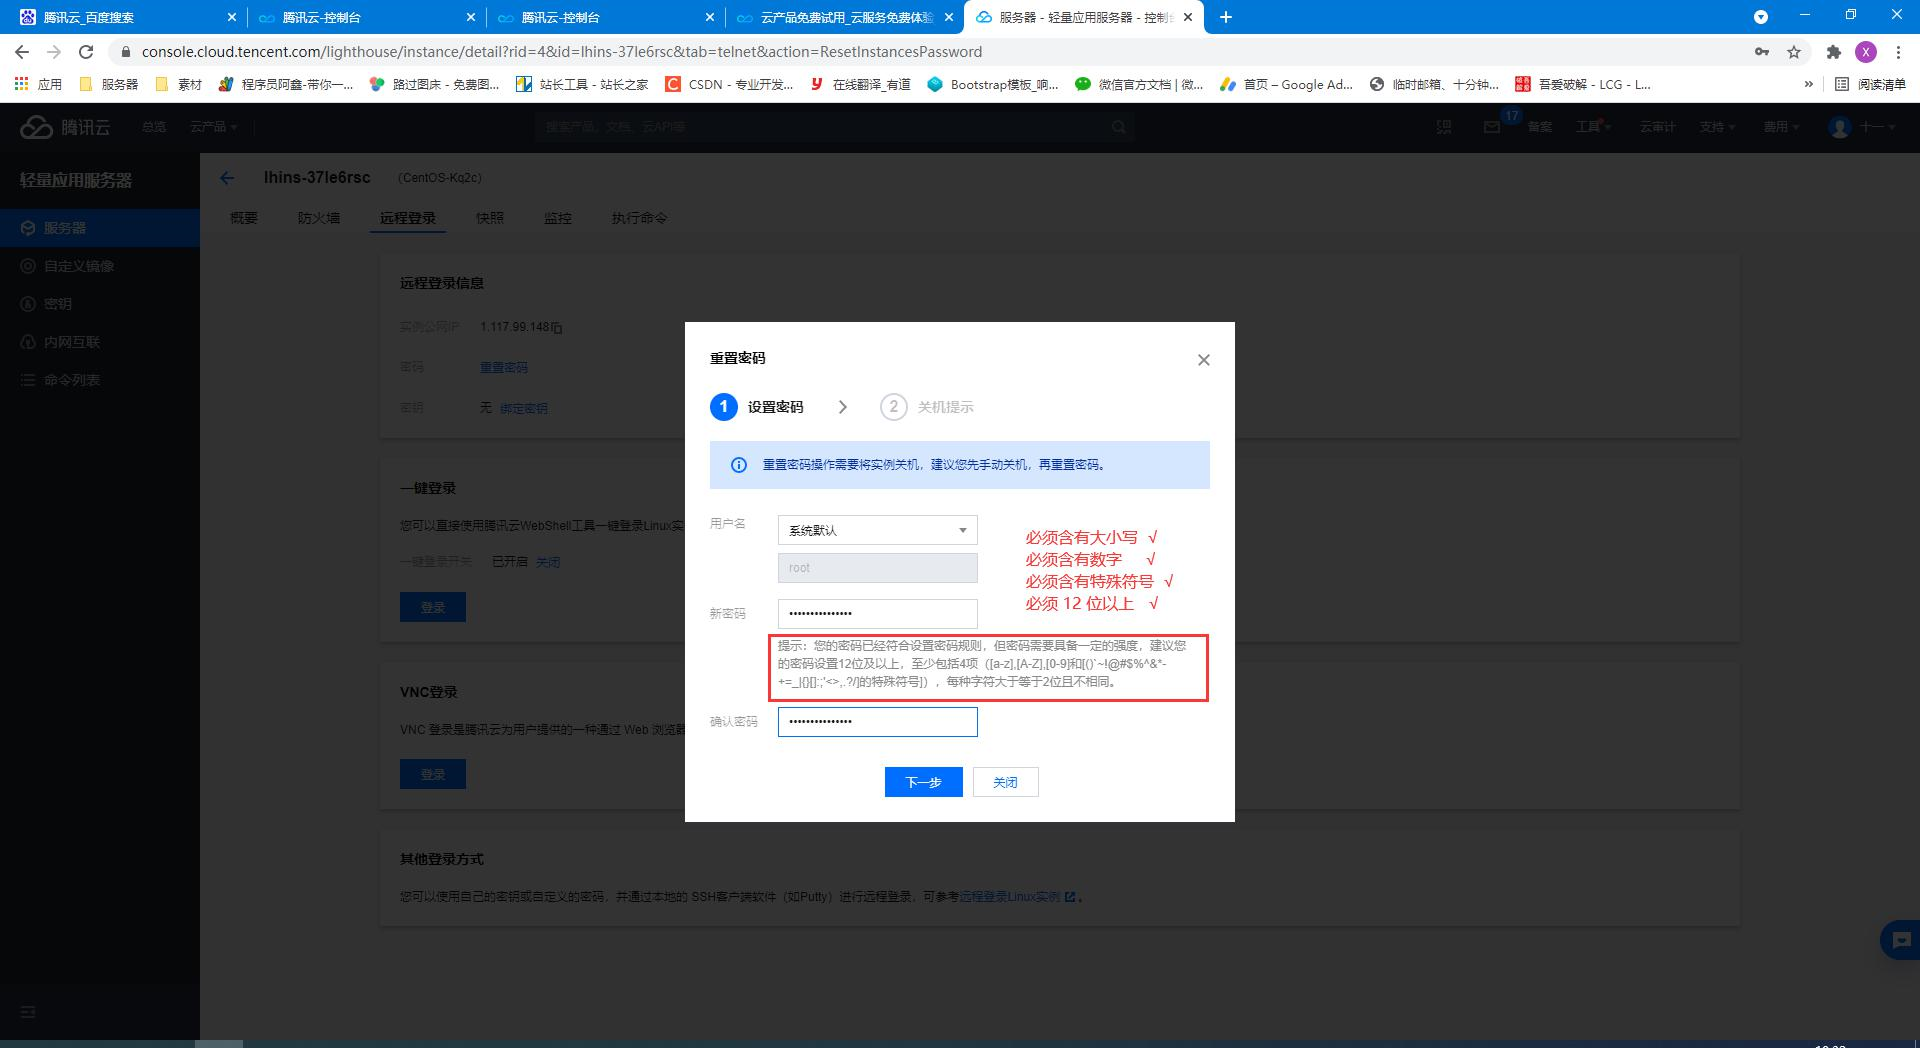 腾讯云_百度搜索
腾讯云-控制台
腾讯云-控制台
云产品免费试用_云服务免费体验
服务器 - 轻量应用服务器 - 控制台
console.cloud.tencent.com/lighthouse/instance/detail?rid=4&id=lhins-37le6rsc&tab=telnet&action=ResetInstancesPassword
X
应用
服务器
素材
程序员阿鑫-带你一...
路过图床 - 免费图...
站长工具 - 站长之家
CSDN - 专业开发...
在线翻译_有道
Bootstrap模板_响...
微信官方文档 | 微...
首页 – Google Ad...
临时邮箱、十分钟...
吾爱破解 - LCG - L...
»
阅读清单
腾讯云
总览
云产品
搜索产品、文档、云API等
17
备案
工具
云审计
支持
费用
十一
轻量应用服务器
服务器
自定义镜像
密钥
内网互联
命令列表
lhins-37le6rsc
(CentOS-Kq2c)
概要
防火墙
远程登录
快照
监控
执行命令
远程登录信息
实例公网IP
1.117.99.148
密码
重置密码
密钥
无 绑定密钥
一键登录
您可以直接使用腾讯云WebShell工具一键登录Linux实
一键登录开关
已开启 关闭
登录
VNC登录
VNC 登录是腾讯云为用户提供的一种通过 Web 浏览器
登录
其他登录方式
您可以使用自己的密钥或自定义的密码，并通过本地的 SSH客户端软件（如Putty）进行远程登录，可参考远程登录Linux实例。
重置密码
1 设置密码
2 关机提示
重置密码操作需要将实例关机，建议您先手动关机，再重置密码。
用户名
系统默认
root
必须含有大小写 √
必须含有数字 √
必须含有特殊符号 √
必须 12 位以上 √
新密码
•••••••••••••••
提示：您的密码已经符合设置密码规则，但密码需要具备一定的强度，建议您
的密码设置12位及以上，至少包括4项（[a-z],[A-Z],[0-9]和[()`~!@#$%^&*-
+=_|{}[]:;'<>,.?/]的特殊符号]），每种字符大于等于2位且不相同。
确认密码
•••••••••••••••
下一步
关闭